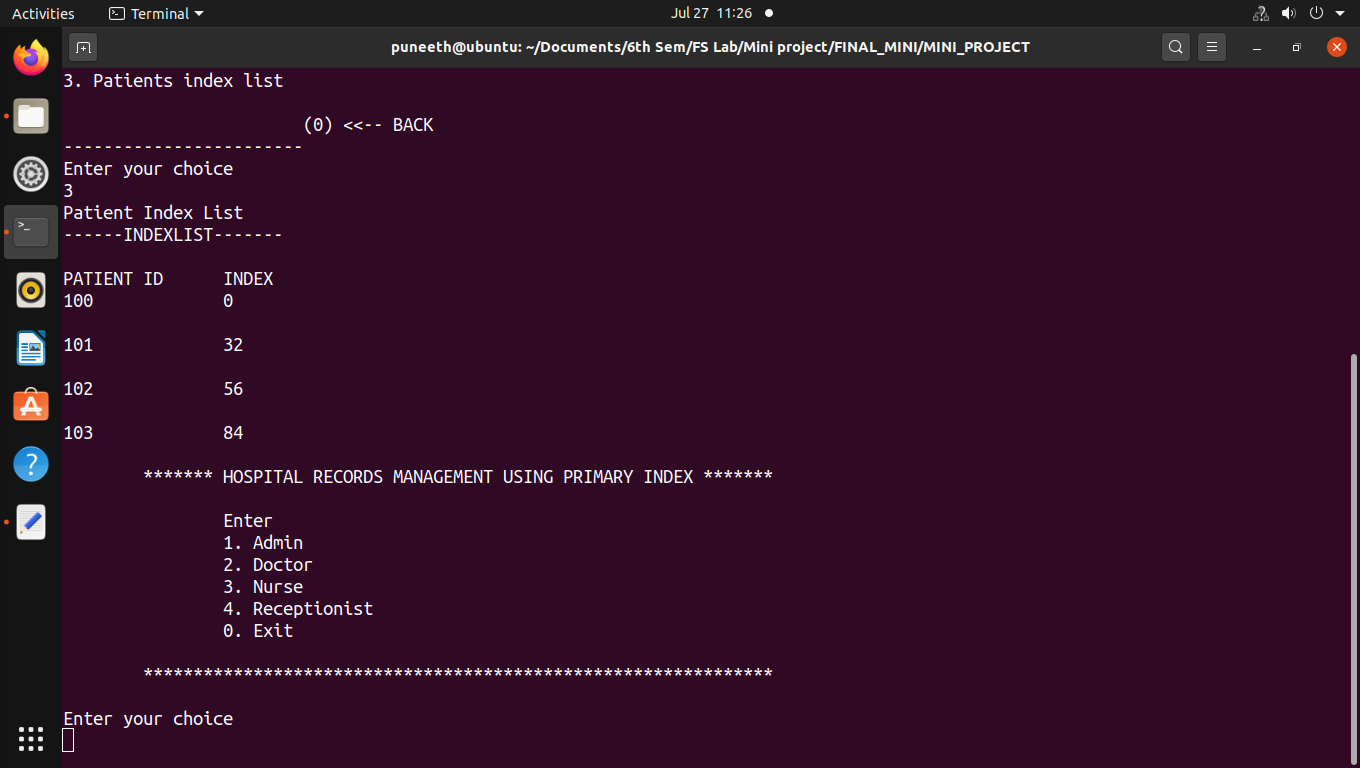 Activities Terminal Jul 27 11:26
puneeth@ubuntu: ~/Documents/6th Sem/FS Lab/Mini project/FINAL_MINI/MINI_PROJECT
3. Patients index list
(0) <<-- BACK
------------------------
Enter your choice
3
Patient Index List
------INDEXLIST-------
PATIENT ID INDEX
100 0
101 32
102 56
103 84
******* HOSPITAL RECORDS MANAGEMENT USING PRIMARY INDEX *******
Enter
1. Admin
2. Doctor
3. Nurse
4. Receptionist
0. Exit
***************************************************************
Enter your choice